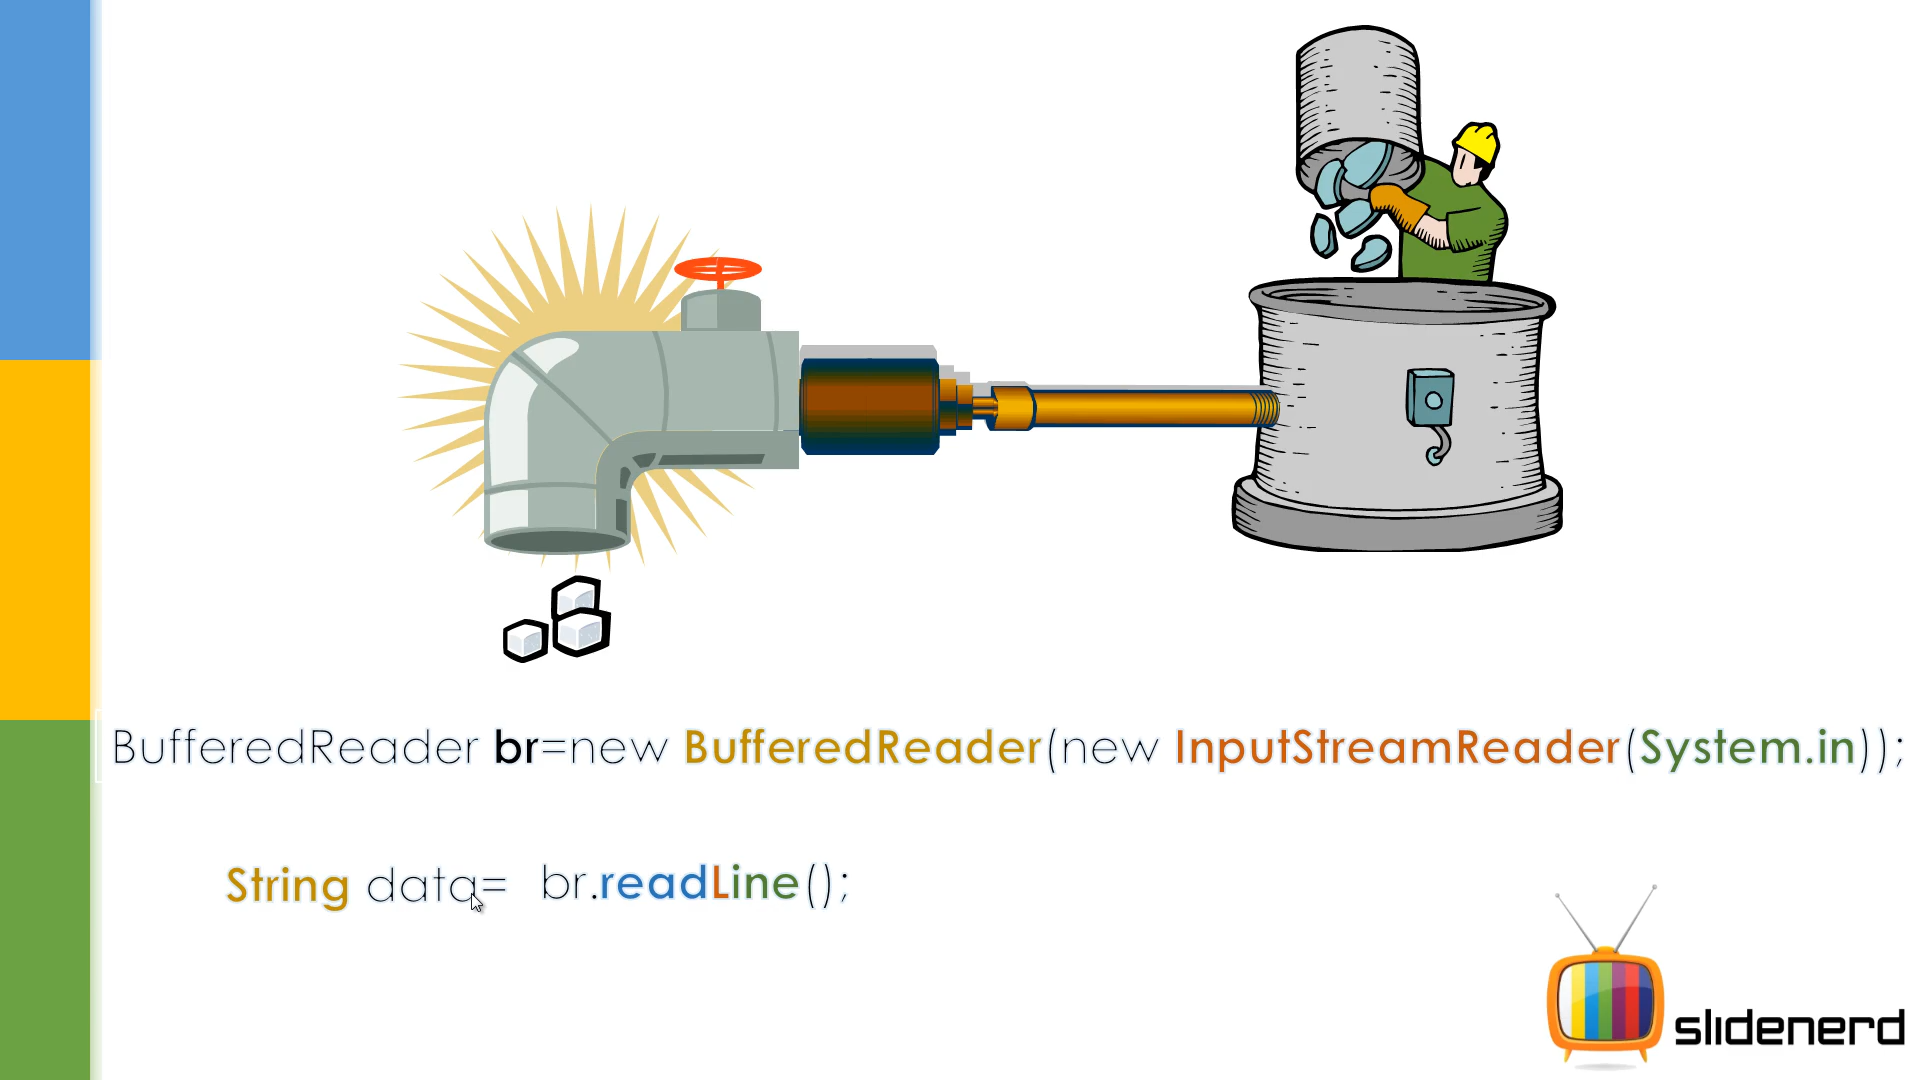 BufferedReader br=new BufferedReader(new InputStreamReader(System.in));
String data= br.readLine();
slidenerd